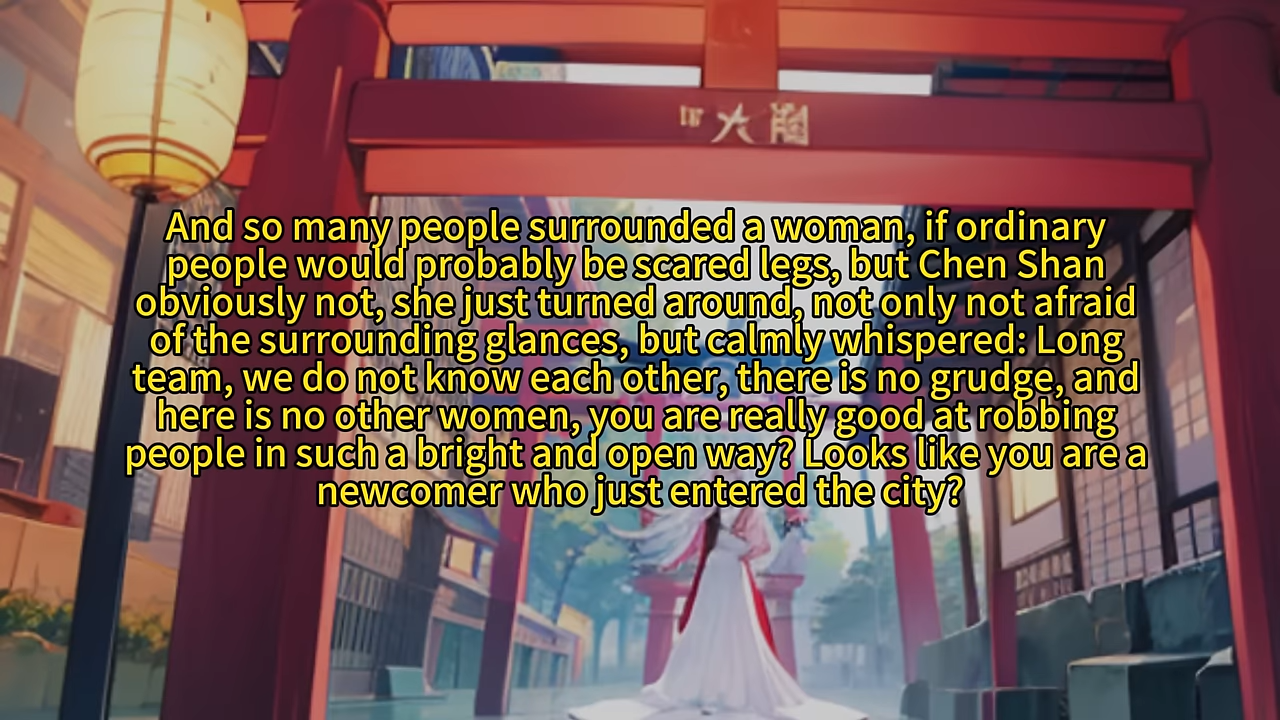 And so many people surrounded a woman, if ordinary
people would probably be scared legs, but Chen Shan
obviously not, she just turned around, not only not afraid
of the surrounding glances, but calmly whispered: Long
team, we do not know each other, there is no grudge, and
here is no other women, you are really good at robbing
people in such a bright and open way? Looks like you are a
newcomer who just entered the city?